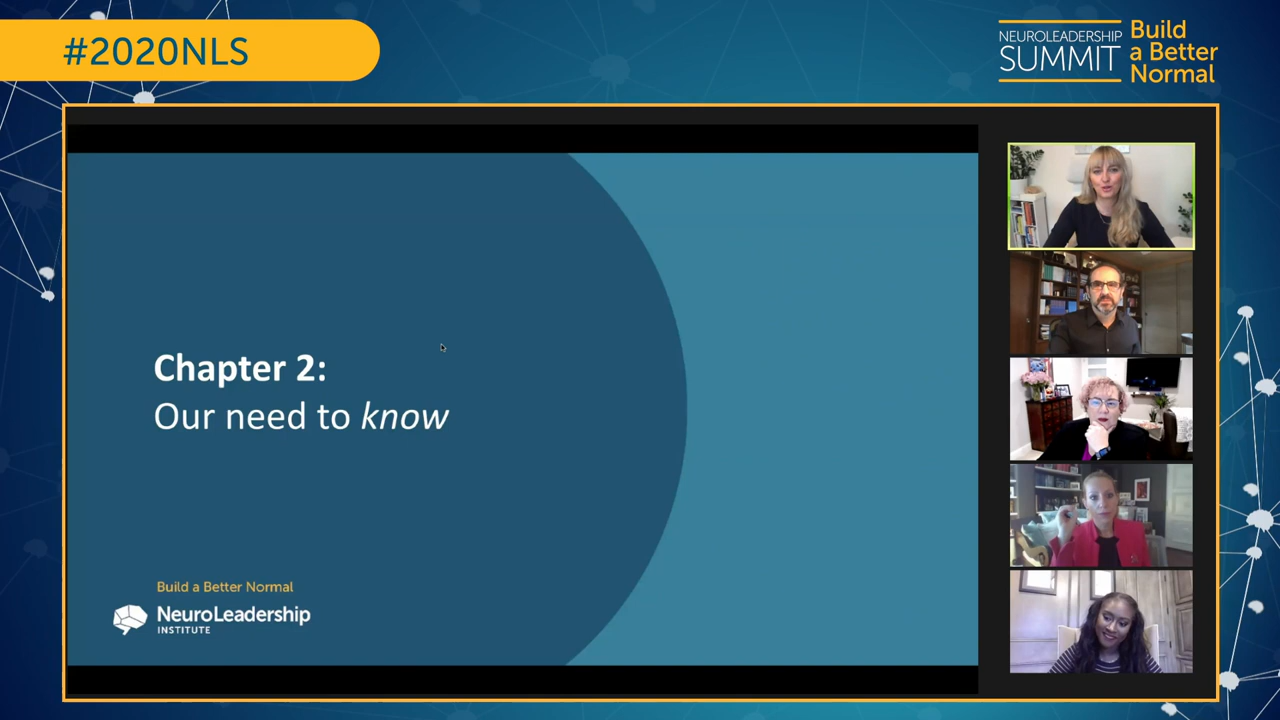 #2020NLS
NEUROLEADERSHIP
SUMMIT
Build
a Better
Normal
Chapter 2:
Our need to know
Build a Better Normal
NeuroLeadership
INSTITUTE